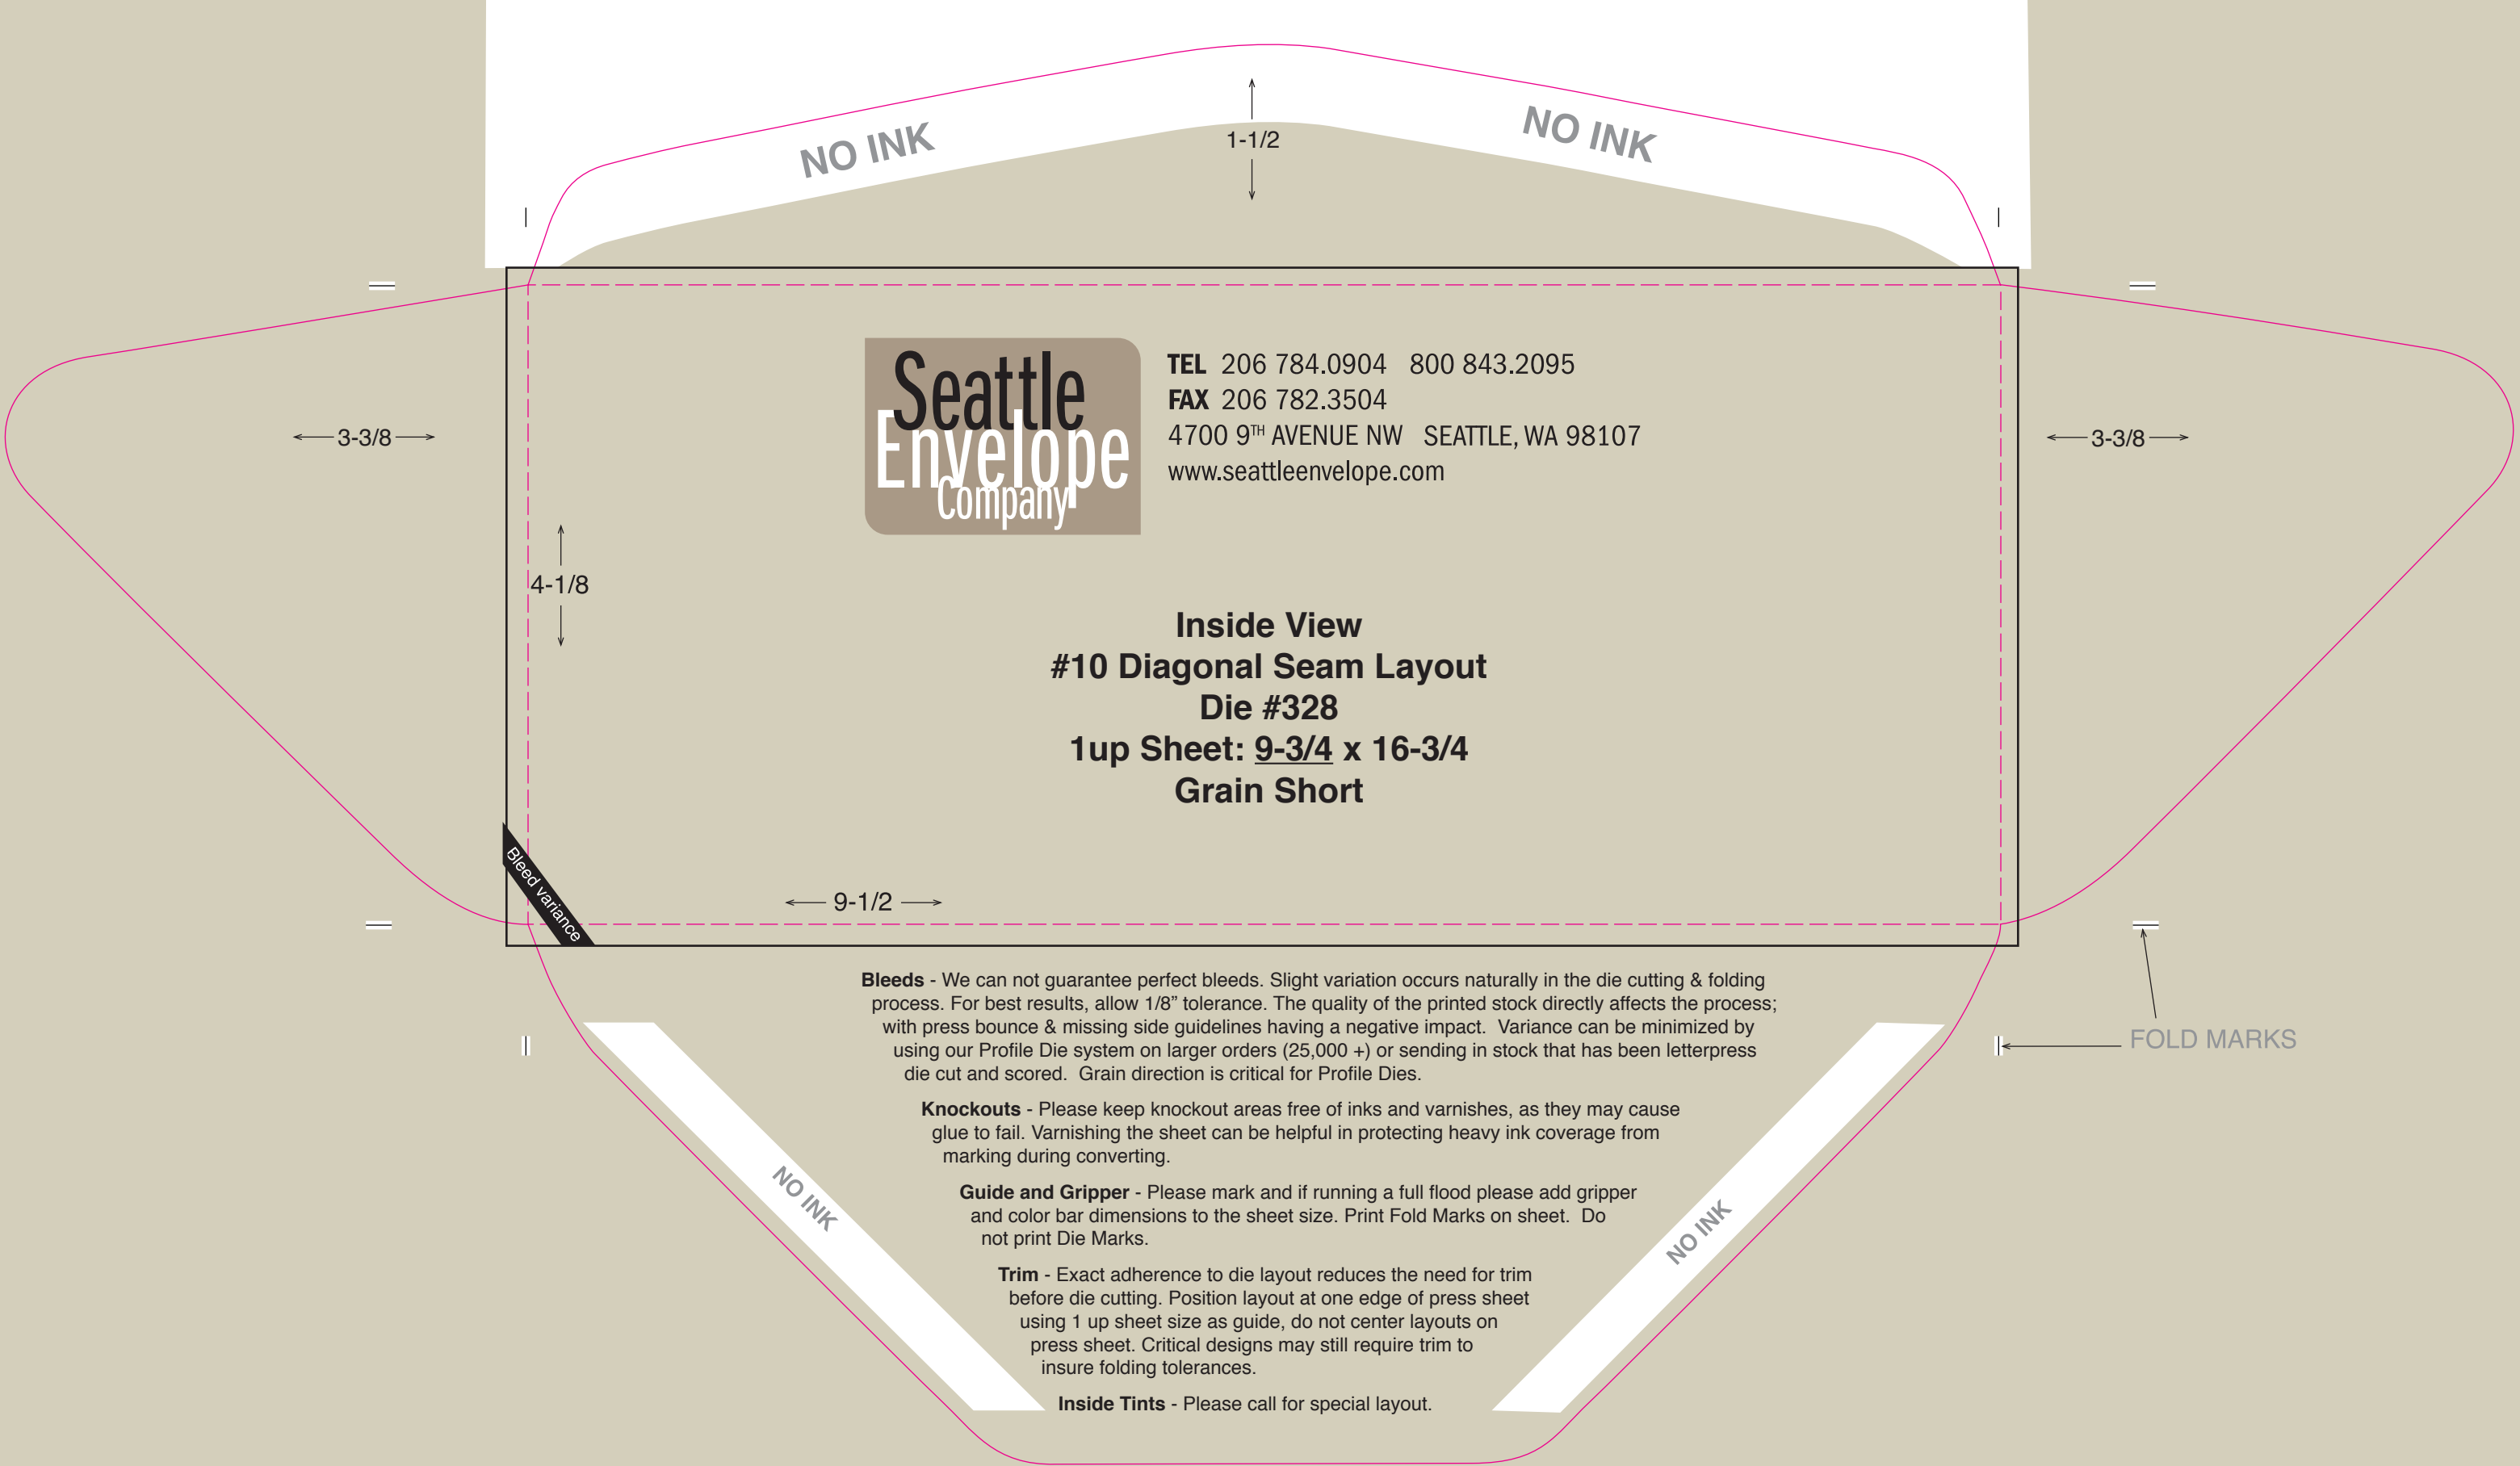 NO INK
NO INK
1-1/2
Seattle
Envelope
Company
TEL 206 784.0904 800 843.2095
FAX 206 782.3504
4700 9TH AVENUE NW SEATTLE, WA 98107
www.seattleenvelope.com
3-3/8
3-3/8
4-1/8
Inside View
#10 Diagonal Seam Layout
Die #328
1up Sheet: 9-3/4 x 16-3/4
Grain Short
Bleed variance
9-1/2
Bleeds - We can not guarantee perfect bleeds. Slight variation occurs naturally in the die cutting & folding
process. For best results, allow 1/8” tolerance. The quality of the printed stock directly affects the process;
with press bounce & missing side guidelines having a negative impact. Variance can be minimized by
using our Profile Die system on larger orders (25,000 +) or sending in stock that has been letterpress
die cut and scored. Grain direction is critical for Profile Dies.
FOLD MARKS
Knockouts - Please keep knockout areas free of inks and varnishes, as they may cause
glue to fail. Varnishing the sheet can be helpful in protecting heavy ink coverage from
marking during converting.
NO INK
NO INK
Guide and Gripper - Please mark and if running a full flood please add gripper
and color bar dimensions to the sheet size. Print Fold Marks on sheet. Do
not print Die Marks.
Trim - Exact adherence to die layout reduces the need for trim
before die cutting. Position layout at one edge of press sheet
using 1 up sheet size as guide, do not center layouts on
press sheet. Critical designs may still require trim to
insure folding tolerances.
Inside Tints - Please call for special layout.